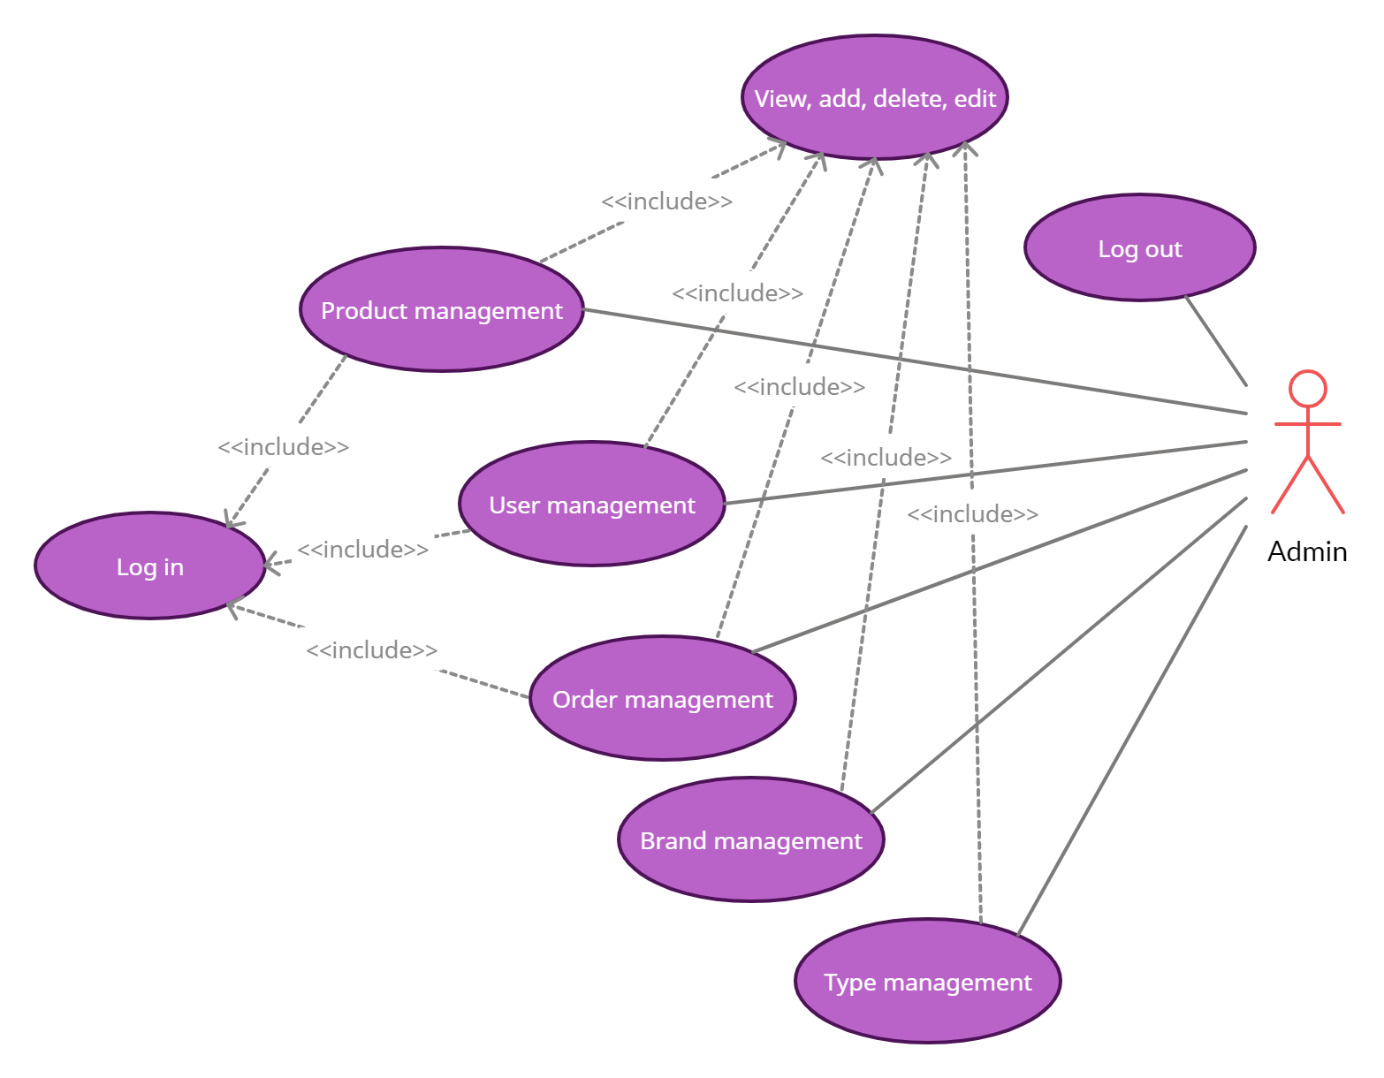 View, add, delete, edit
<<include>>
Log out
<<include>>
Product management
<<include>>
<<include>>
<<include>>
User management
<<include>>
<<include>>
Admin
Log in
<<include>>
Order management
Brand management
Type management